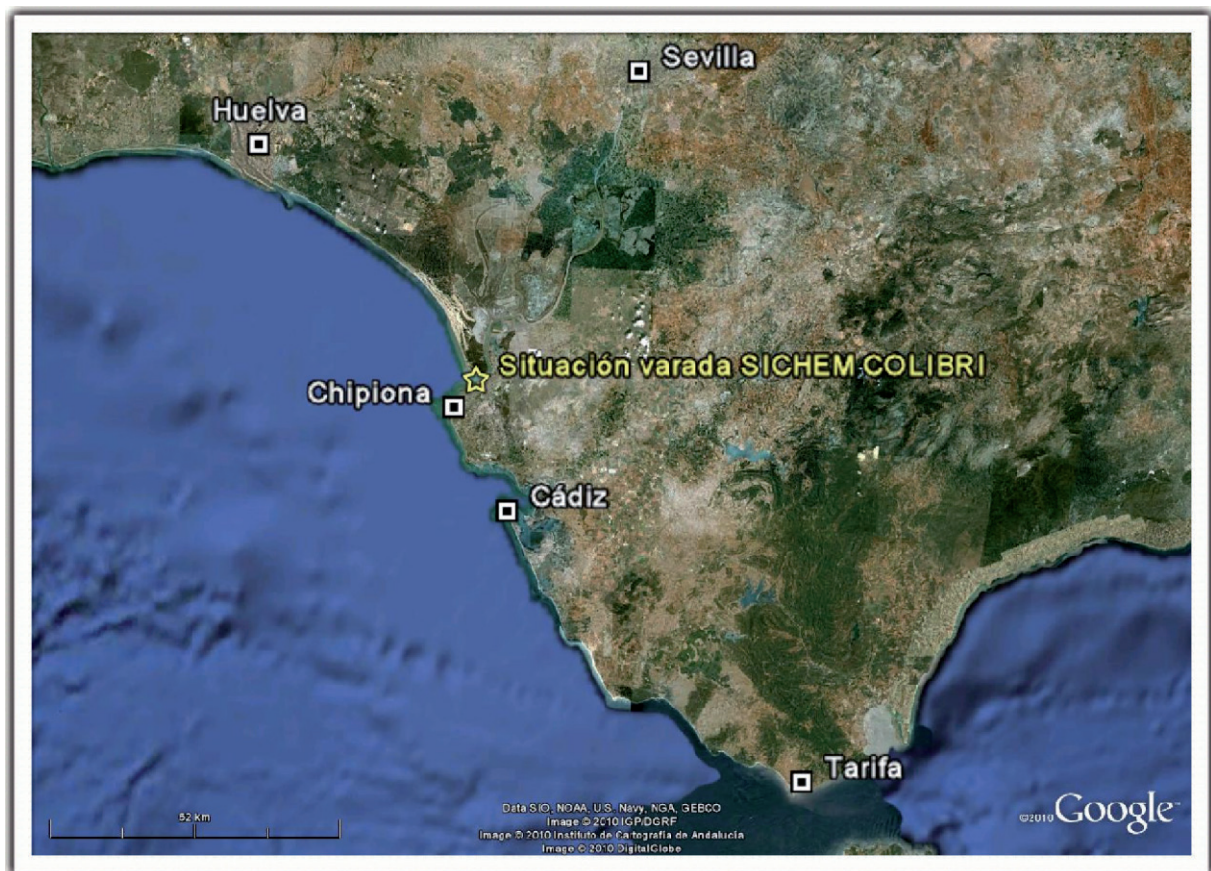 Sevilla
Huelva
Situación varada SICHEM COLIBRI
Chipiona
Cádiz
Tarifa
52 km
Data SIO, NOAA, U.S. Navy, NGA, GEBCO
Image © 2010 IGP/DGRF
Image © 2010 Instituto de Cartografía de Andalucía
Image © 2010 DigitalGlobe
©2010 Google™